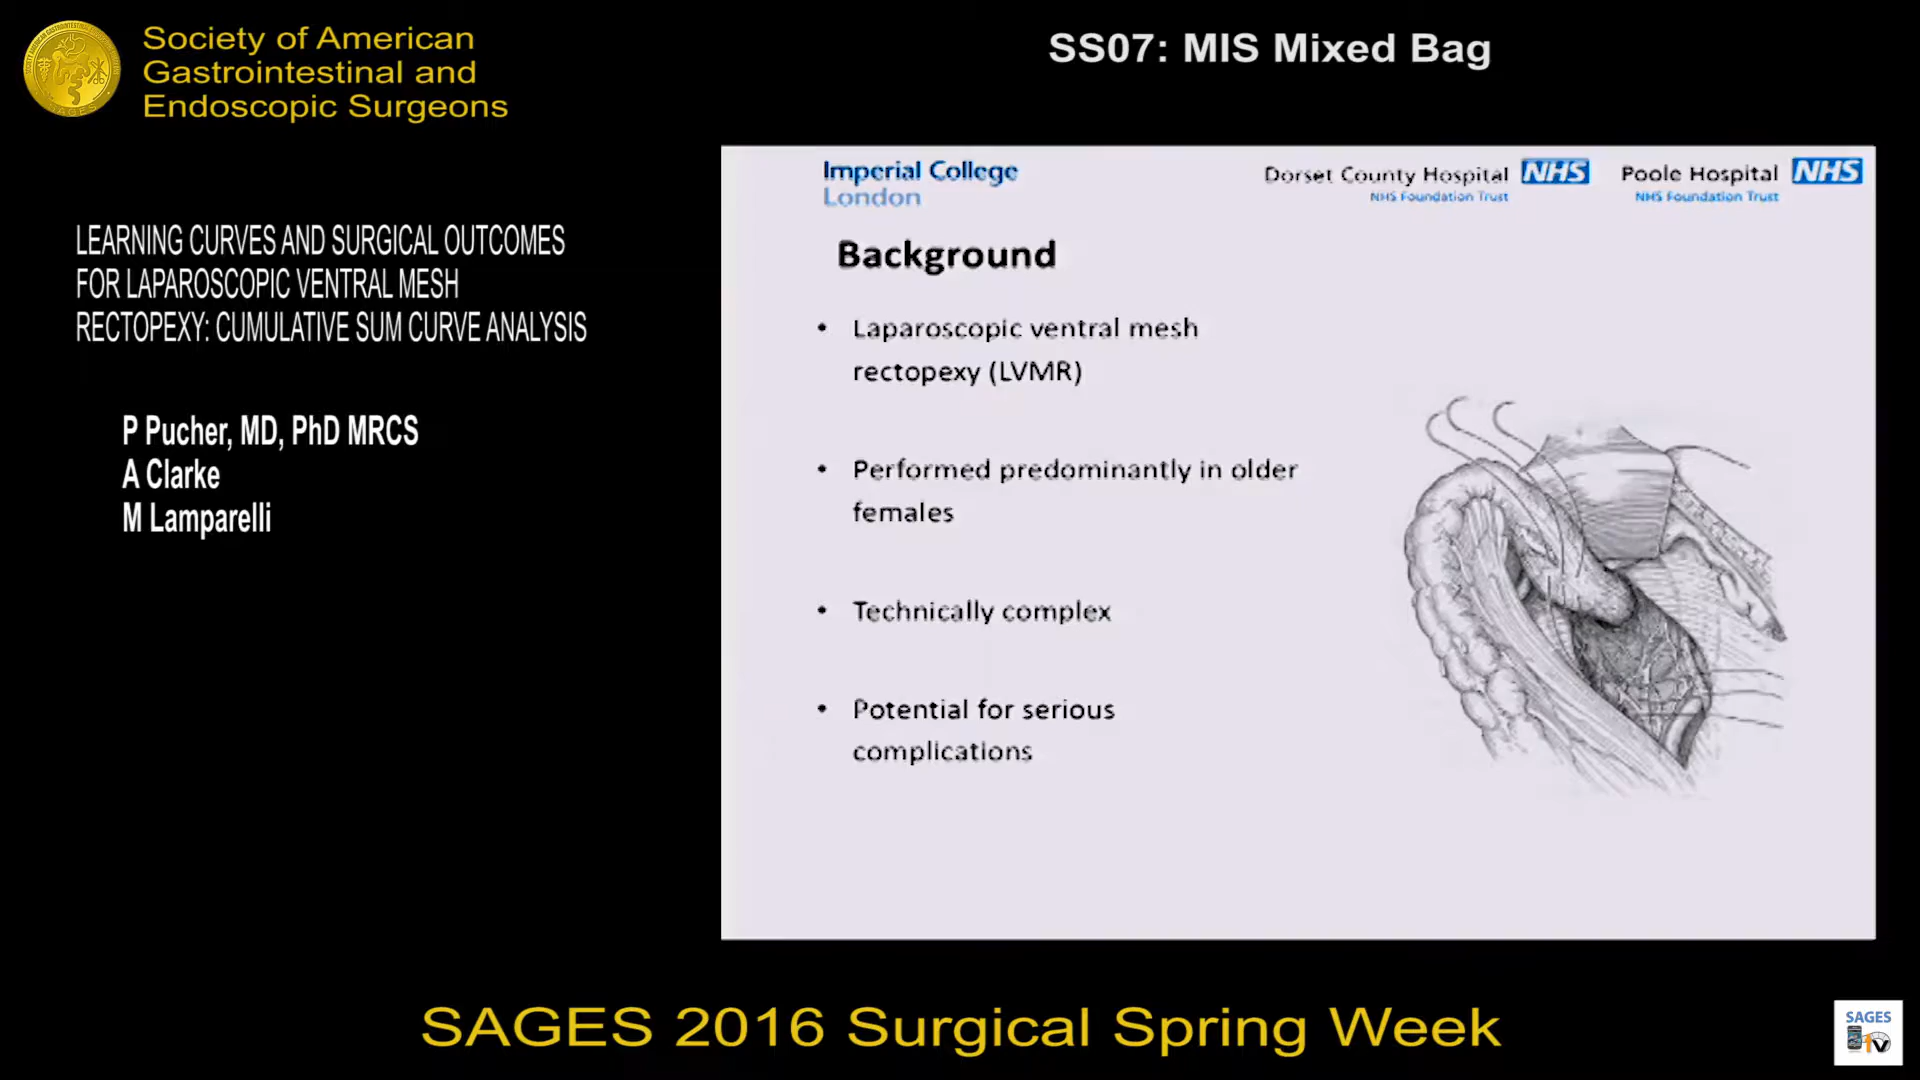 Society of American
Gastrointestinal and
Endoscopic Surgeons
SS07: MIS Mixed Bag
LEARNING CURVES AND SURGICAL OUTCOMES
FOR LAPAROSCOPIC VENTRAL MESH
RECTOPEXY: CUMULATIVE SUM CURVE ANALYSIS
P Pucher, MD, PhD MRCS
A Clarke
M Lamparelli
Imperial College
London
Dorset County Hospital NHS
NHS Foundation Trust
Poole Hospital NHS
NHS Foundation Trust
Background
• Laparoscopic ventral mesh
rectopexy (LVMR)
• Performed predominantly in older
females
• Technically complex
• Potential for serious
complications
SAGES 2016 Surgical Spring Week
SAGES
TV